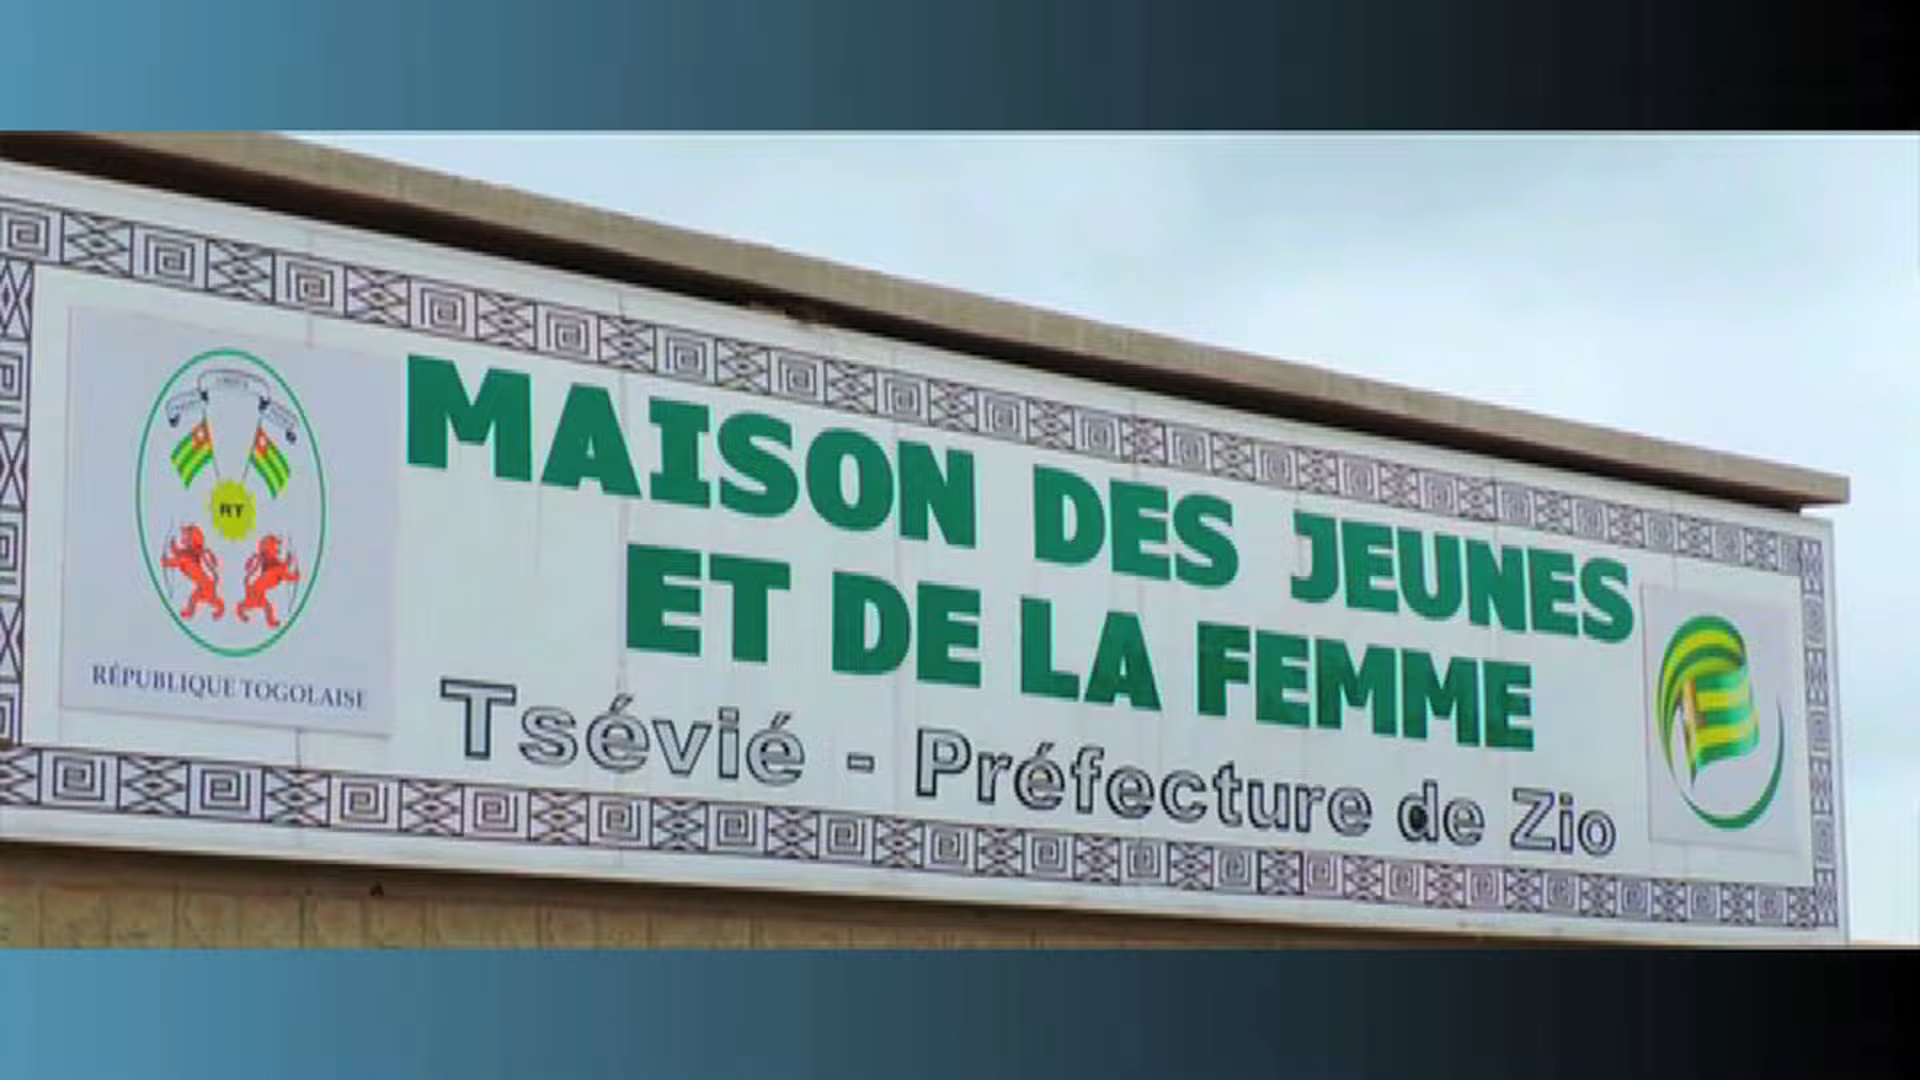 MAISON DES JEUNES
ET DE LA FEMME
Tsévié - Préfecture de Zio
RT
RÉPUBLIQUE TOGOLAISE